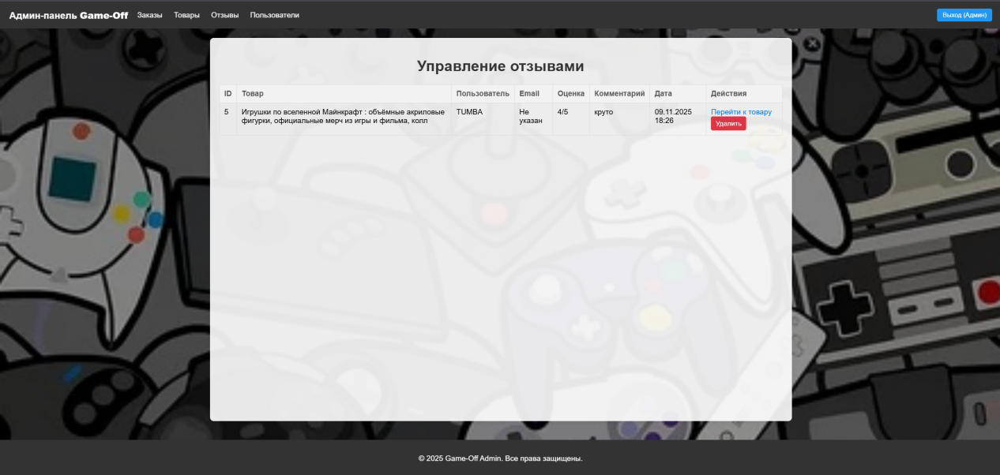 Админ-панель Game-Off Заказы Товары Отзывы Пользователи Выход (Админ)
Управление отзывами
ID Товар Пользователь Email Оценка Комментарий Дата Действия
5 Игрушки по вселенной Майнкрафт : объёмные акриловые TUMBA Не 4/5 круто 09.11.2025 Перейти к товару
фигурки, официальные мерч из игры и фильма, колл указан 18:26 Удалить
© 2025 Game-Off Admin. Все права защищены.